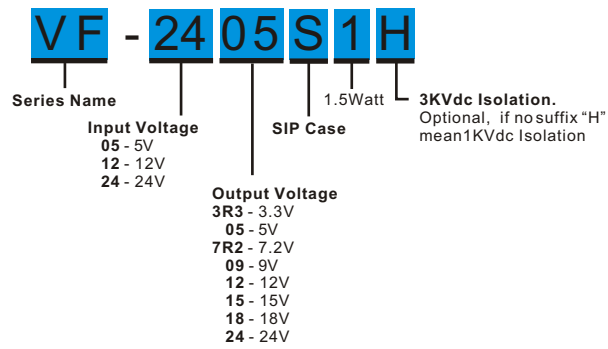 VF-2405S1H
Series Name
Input Voltage
05 - 5V
12 - 12V
24 - 24V
Output Voltage
3R3 - 3.3V
05 - 5V
7R2 - 7.2V
09 - 9V
12 - 12V
15 - 15V
18 - 18V
24 - 24V
SIP Case
1.5Watt
3KVdc Isolation.
Optional, if no suffix “H”
mean1KVdc Isolation